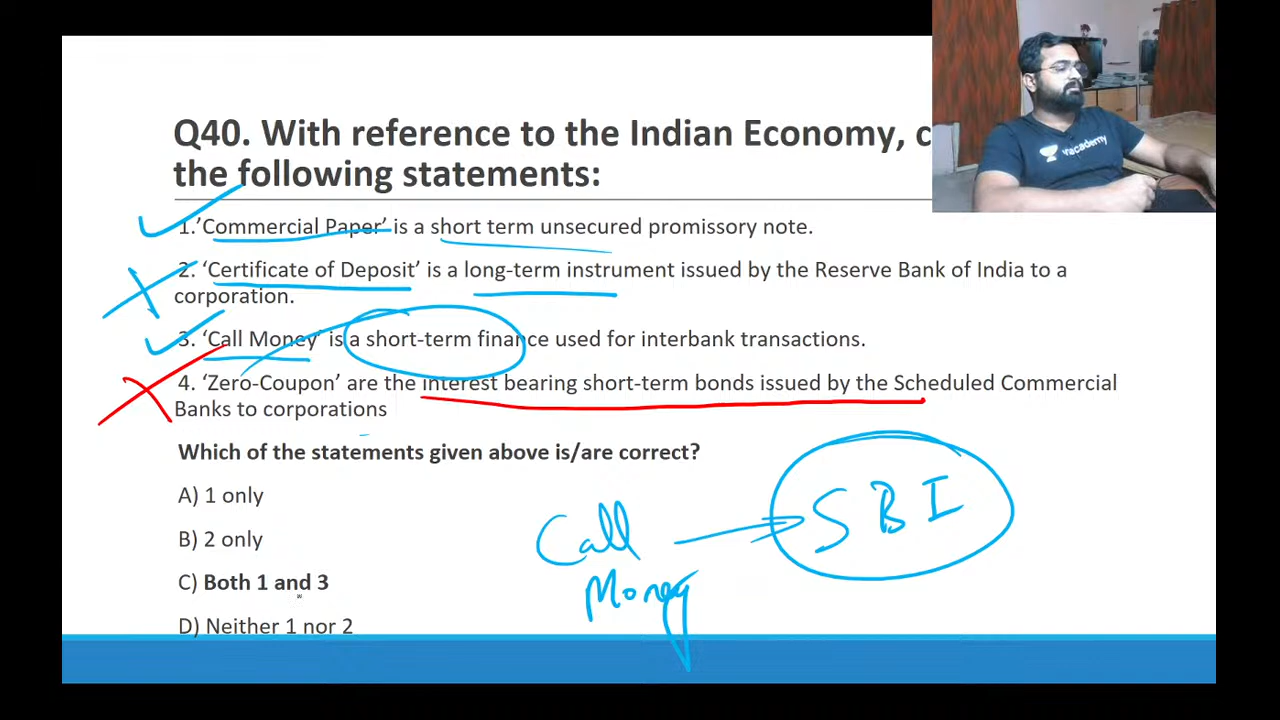 Q40. With reference to the Indian Economy, c
the following statements:
1.’Commercial Paper’ is a short term unsecured promissory note.
2. ‘Certificate of Deposit’ is a long-term instrument issued by the Reserve Bank of India to a
corporation.
3. ‘Call Money’ is a short-term finance used for interbank transactions.
4. ‘Zero-Coupon’ are the interest bearing short-term bonds issued by the Scheduled Commercial
Banks to corporations
Which of the statements given above is/are correct?
A) 1 only
B) 2 only
C) Both 1 and 3
D) Neither 1 nor 2
Call
Money
SBI